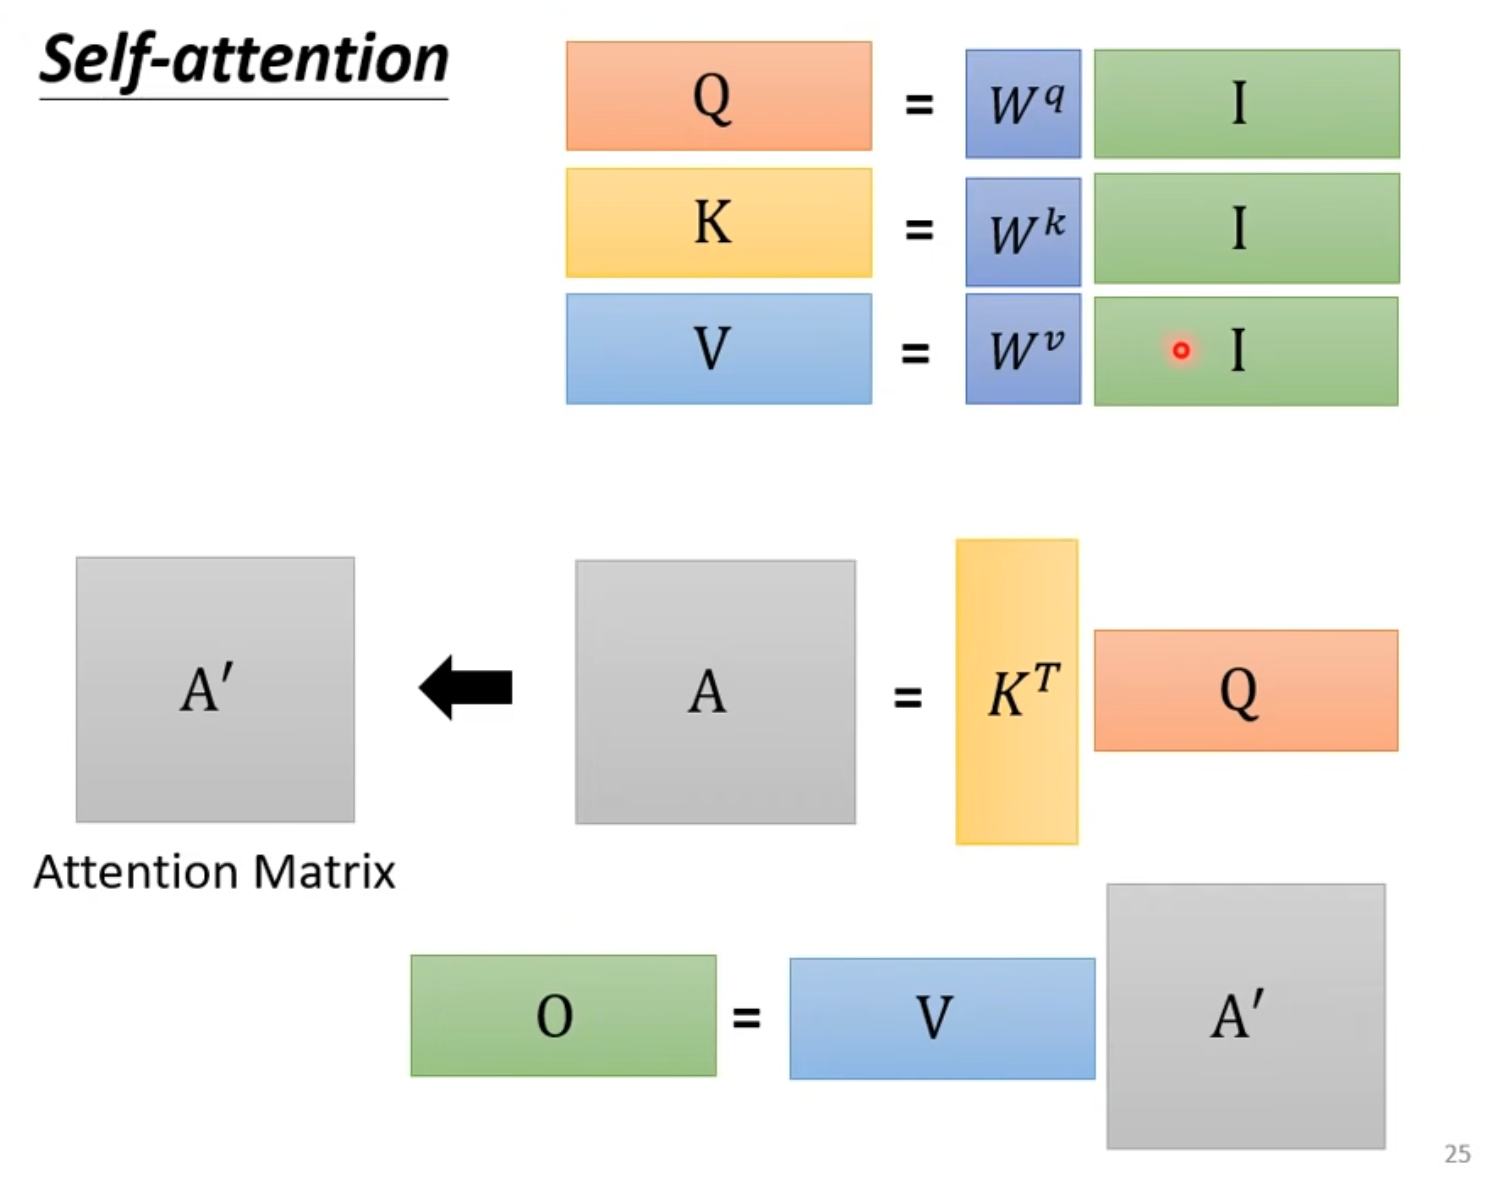 Self-attention
Q = W^q I
K = W^k I
V = W^v I
A′ A = K^T Q
Attention Matrix
O = V A′
25